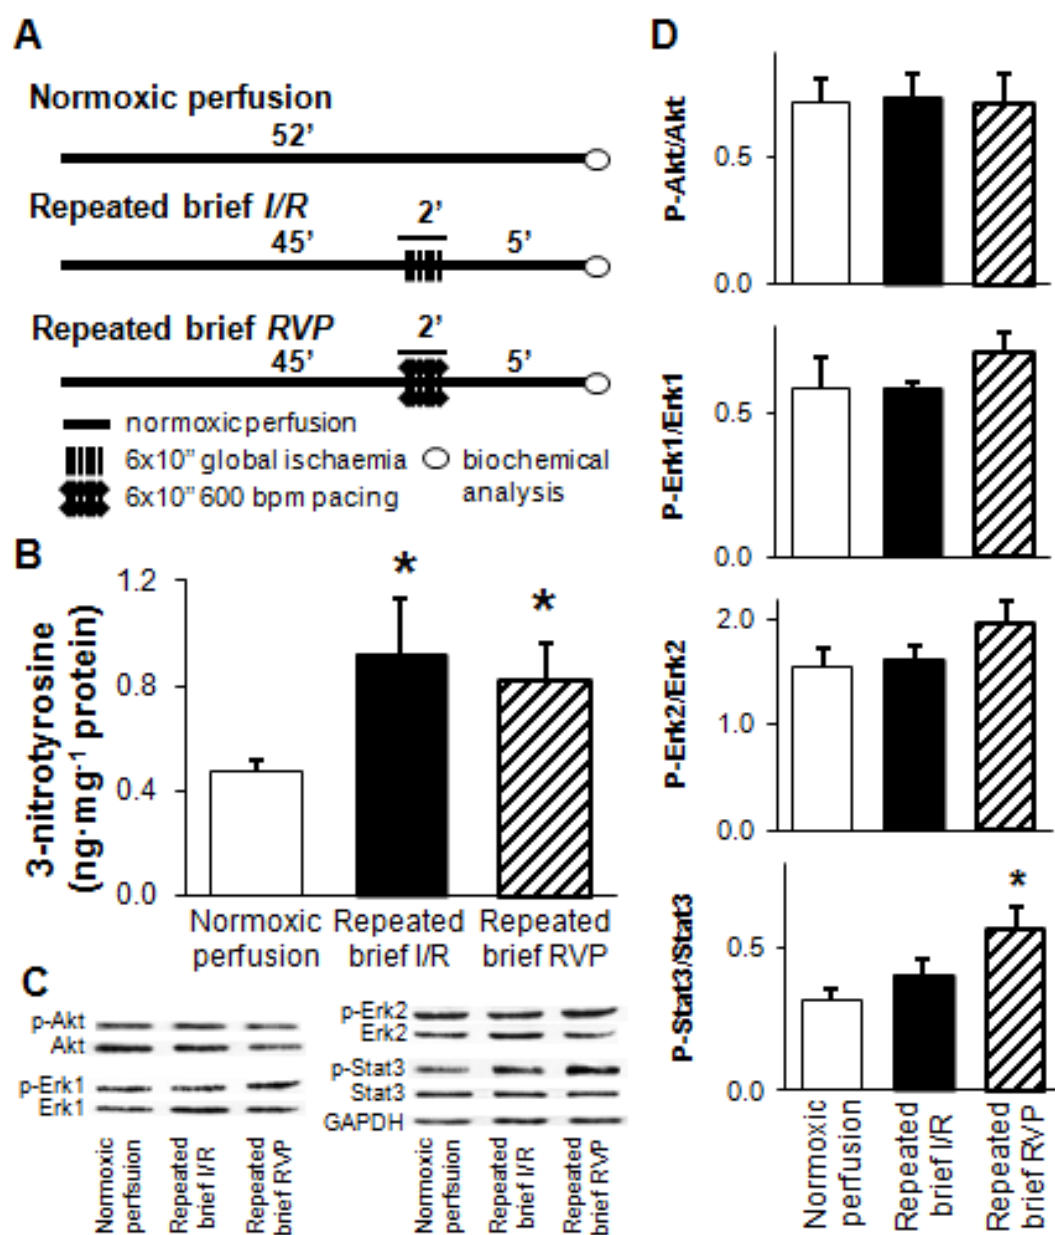 A
Normoxic perfusion
52’
Repeated brief I/R
2’
45’
5’
Repeated brief RVP
2’
45’
5’
normoxic perfusion
6x10” global ischaemia
biochemical
analysis
6x10” 600 bpm pacing
B
3-nitrotyrosine
(ng·mg-1 protein)
1.2
0.8
0.4
0.0
*
*
Normoxic
perfusion
Repeated
brief I/R
Repeated
brief RVP
C
p-Akt
Akt
p-Erk1
Erk1
Normoxic
perfsuion
Repeated
brief I/R
Repeated
brief RVP
p-Erk2
Erk2
p-Stat3
Stat3
GAPDH
Normoxic
perfusion
Repeated
brief I/R
Repeated
brief RVP
D
P-Akt/Akt
0.5
0.0
P-Erk1/Erk1
0.5
0.0
P-Erk2/Erk2
2.0
1.0
0.0
P-Stat3/Stat3
0.5
0.0
*
Normoxic
perfusion
Repeated
brief I/R
Repeated
brief RVP